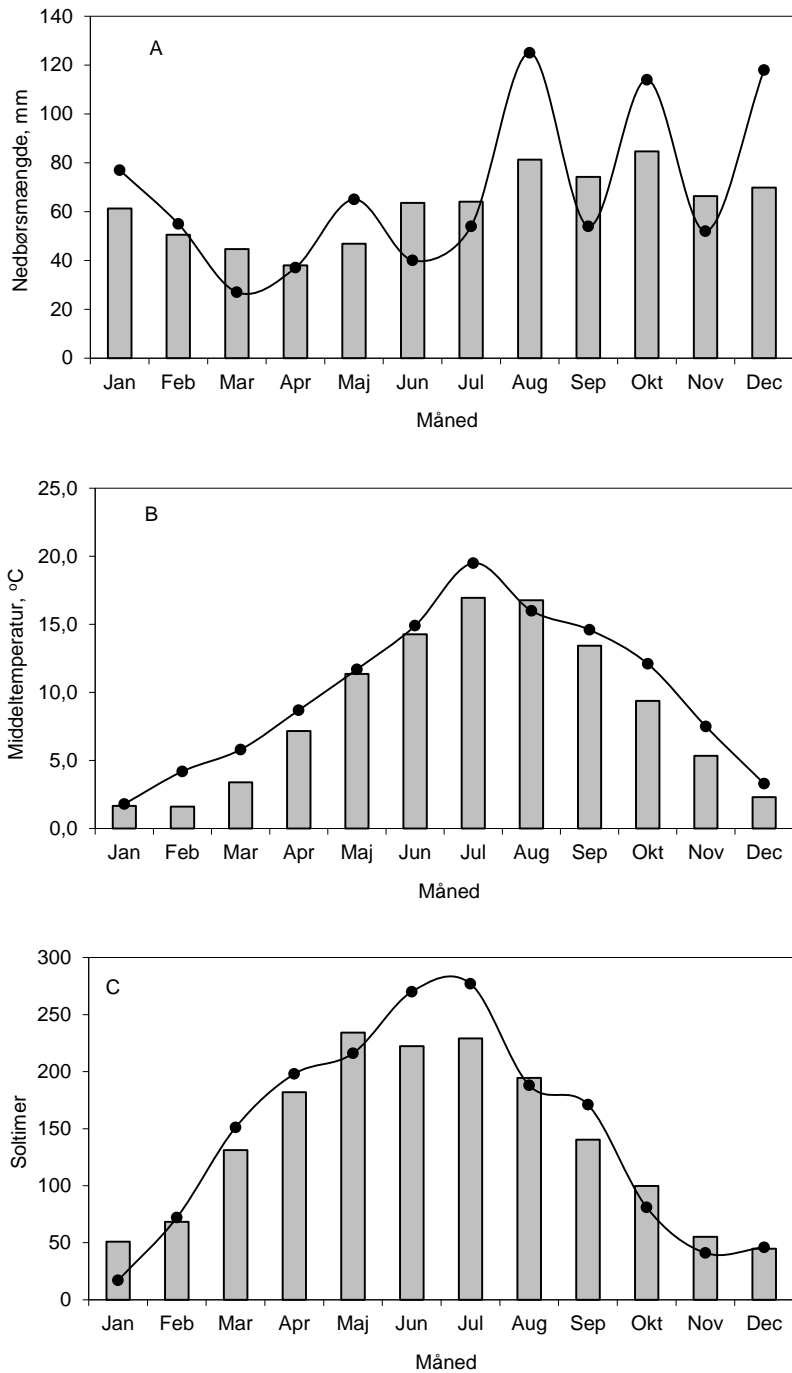 A
Nedbørsmængde, mm
140
120
100
80
60
40
20
0
Jan Feb Mar Apr Maj Jun Jul Aug Sep Okt Nov Dec
Måned
B
Middeltemperatur, °C
25,0
20,0
15,0
10,0
5,0
0,0
Jan Feb Mar Apr Maj Jun Jul Aug Sep Okt Nov Dec
Måned
C
Soltimer
300
250
200
150
100
50
0
Jan Feb Mar Apr Maj Jun Jul Aug Sep Okt Nov Dec
Måned